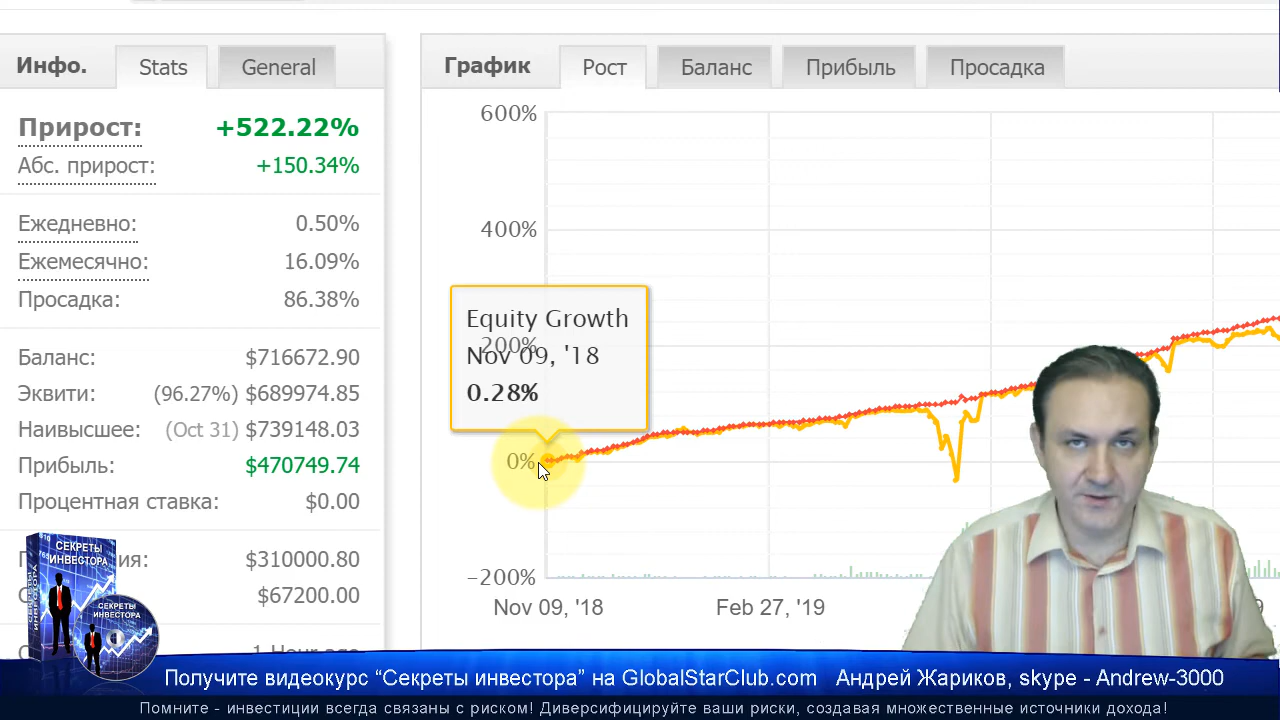 Инфо.
Stats
General
График
Рост
Баланс
Прибыль
Просадка
Прирост: +522.22%
Абс. прирост: +150.34%
Ежедневно: 0.50%
Ежемесячно: 16.09%
Просадка: 86.38%
Баланс: $716672.90
Эквити: (96.27%) $689974.85
Наивысшее: (Oct 31) $739148.03
Прибыль: $470749.74
Процентная ставка: $0.00
ия: $310000.80
$67200.00
600%
400%
200%
0%
−200%
Equity Growth
Nov 09, '18
0.28%
Nov 09, '18
Feb 27, '19
СЕКРЕТЫ
ИНВЕСТОРА
СЕКРЕТЫ
ИНВЕСТОРА
Получите видеокурс “Секреты инвестора” на GlobalStarClub.com Андрей Жариков, skype - Andrew-3000
Помните - инвестиции всегда связаны с риском! Диверсифицируйте ваши риски, создавая множественные источники дохода!